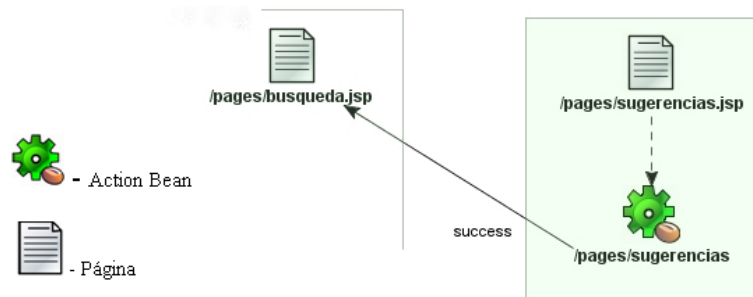 /pages/busqueda.jsp
/pages/sugerencias.jsp
- Action Bean
success
/pages/sugerencias
- Página